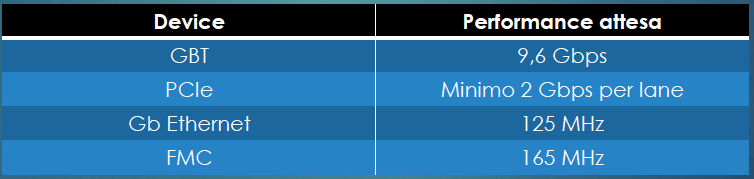 Device Performance attesa
GBT 9,6 Gbps
PCIe Minimo 2 Gbps per lane
Gb Ethernet 125 MHz
FMC 165 MHz